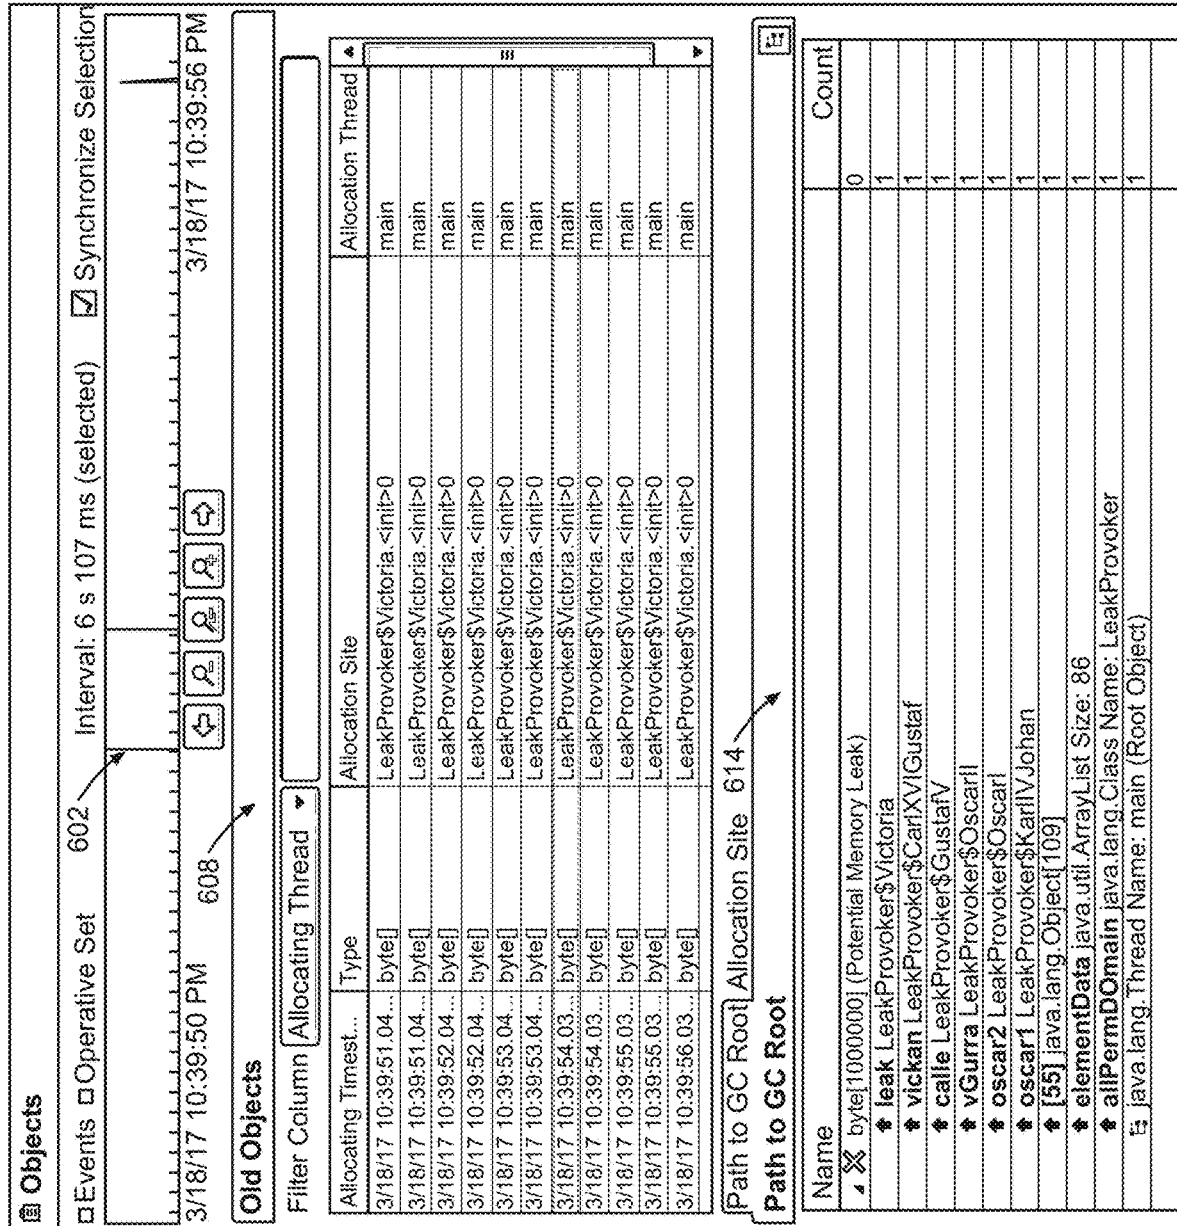 Objects
Events Operative Set 602 Interval: 6 s 107 ms (selected) Synchronize Selection
3/18/17 10:39:50 PM 3/18/17 10:39:56 PM
608
Old Objects
Filter Column Allocating Thread
Allocating Timest... Type Allocation Site Allocation Thread
3/18/17 10:39:51.04... byte[] LeakProvoker$Victoria.<init>0 main
3/18/17 10:39:51.04... byte[] LeakProvoker$Victoria.<init>0 main
3/18/17 10:39:52.04... byte[] LeakProvoker$Victoria.<init>0 main
3/18/17 10:39:52.04... byte[] LeakProvoker$Victoria.<init>0 main
3/18/17 10:39:53.04... byte[] LeakProvoker$Victoria.<init>0 main
3/18/17 10:39:53.04... byte[] LeakProvoker$Victoria.<init>0 main
3/18/17 10:39:54.03... byte[] LeakProvoker$Victoria.<init>0 main
3/18/17 10:39:54.03... byte[] LeakProvoker$Victoria.<init>0 main
3/18/17 10:39:55.03... byte[] LeakProvoker$Victoria.<init>0 main
3/18/17 10:39:55.03... byte[] LeakProvoker$Victoria.<init>0 main
3/18/17 10:39:56.03... byte[] LeakProvoker$Victoria.<init>0 main
Path to GC Root Allocation Site 614
Path to GC Root
Name Count
byte[100000] (Potential Memory Leak) 0
leak LeakProvoker$Victoria 1
vickan LeakProvoker$CarlXVIGustaf 1
calle LeakProvoker$GustafV 1
vGurra LeakProvoker$OscarII 1
oscar2 LeakProvoker$OscarI 1
oscar1 LeakProvoker$KarlIVJohan 1
[55] java.lang.Object[109] 1
elementData java.util.ArrayList Size: 86 1
allPermDOmain java.lang.Class Name: LeakProvoker 1
java.lang.Thread Name: main (Root Object) 1